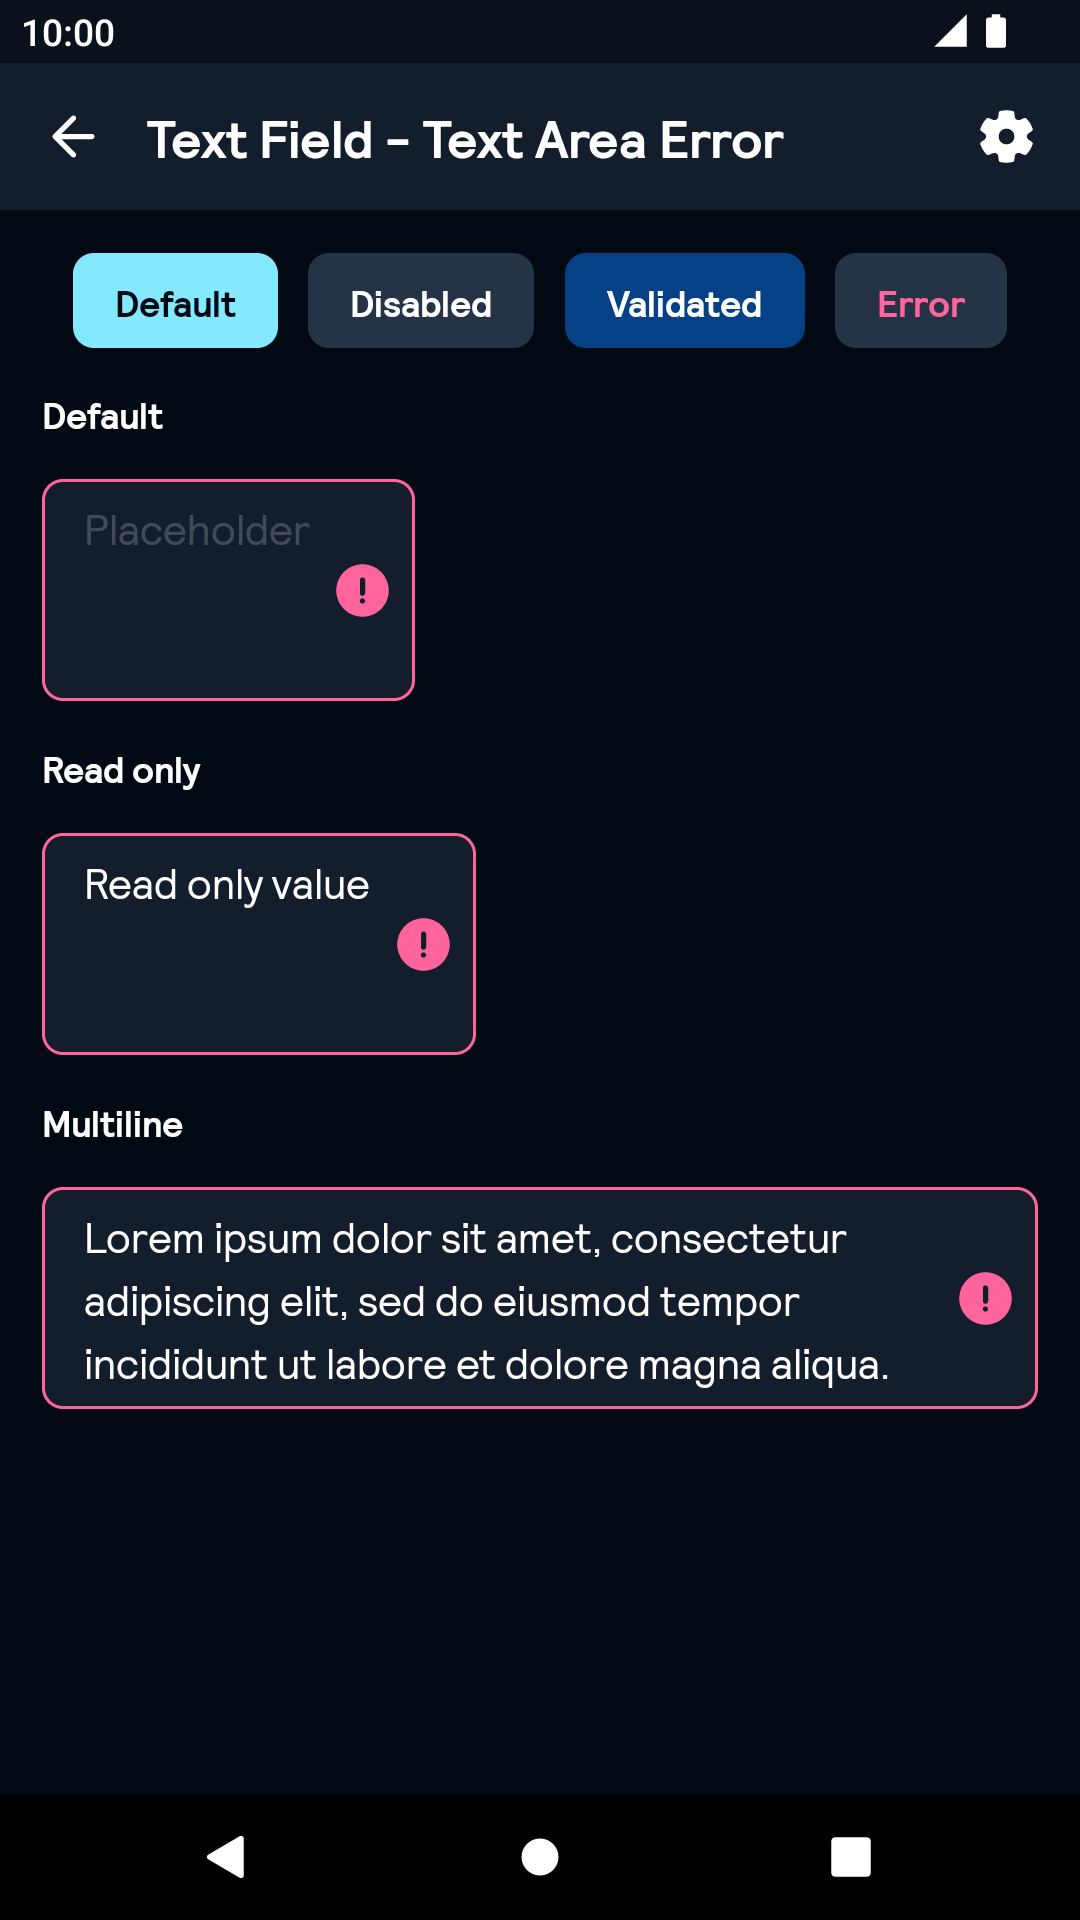 10:00
Text Field - Text Area Error
Default Disabled Validated Error
Default
Placeholder
Read only
Read only value
Multiline
Lorem ipsum dolor sit amet, consectetur
adipiscing elit, sed do eiusmod tempor
incididunt ut labore et dolore magna aliqua.